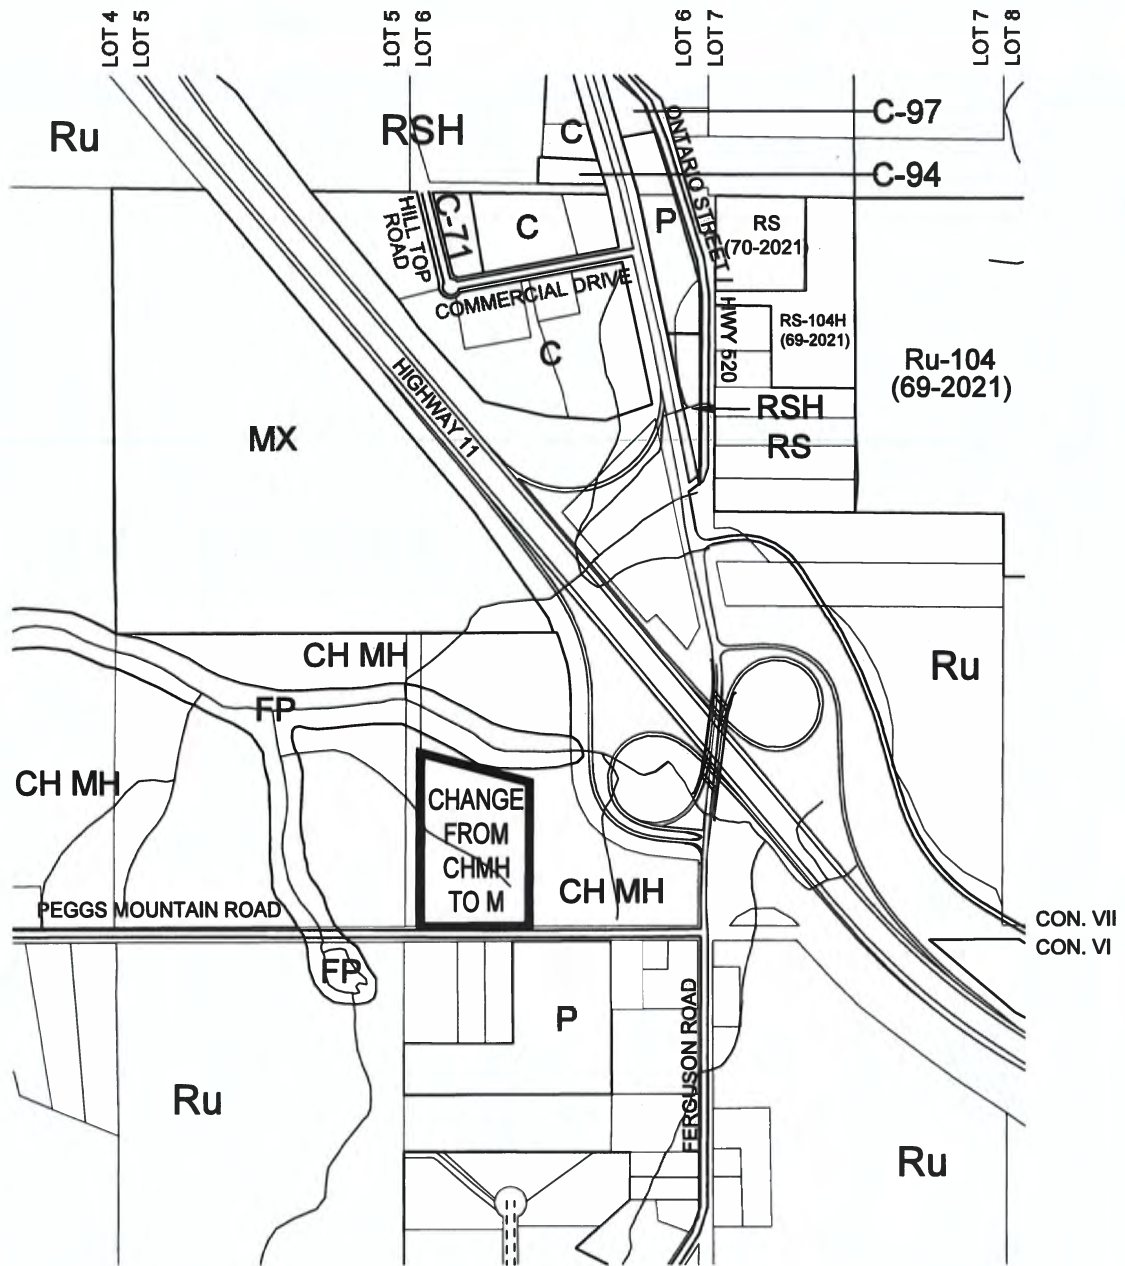 LOT 4
LOT 5
LOT 5
LOT 6
LOT 6
LOT 7
LOT 7
LOT 8
Ru
RSH
C
C-97
C-94
ONTARIO STREET /
HWY 520
HILL TOP
ROAD
C-71
C
P
RS
(70-2021)
COMMERCIAL DRIVE
C
RS-104H
(69-2021)
Ru-104
(69-2021)
HIGHWAY 11
RSH
RS
MX
CH MH
Ru
FP
CH MH
CHANGE
FROM
CHMH
TO M
CH MH
PEGGS MOUNTAIN ROAD
CON. VII
CON. VI
FP
P
FERGUSON ROAD
Ru
Ru